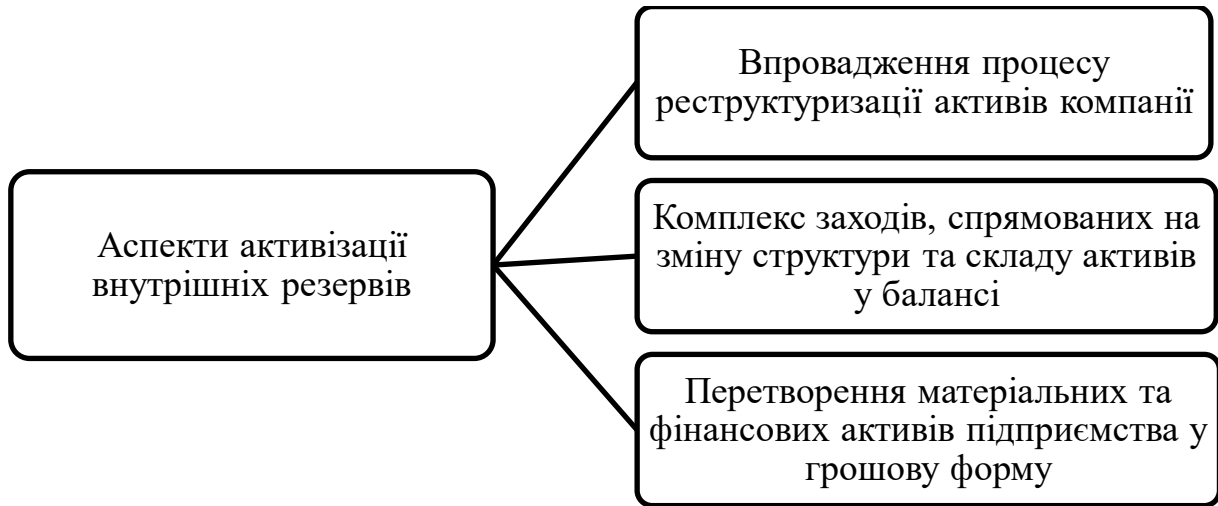 Аспекти активізації
внутрішніх резервів
Впровадження процесу
реструктуризації активів компанії
Комплекс заходів, спрямованих на
зміну структури та складу активів
у балансі
Перетворення матеріальних та
фінансових активів підприємства у
грошову форму